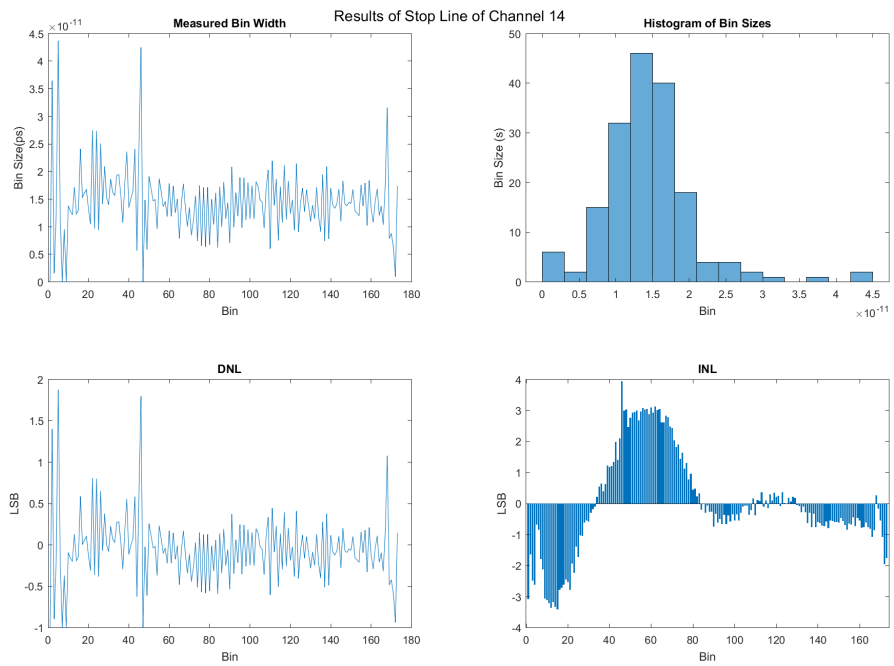 Results of Stop Line of Channel 14
Measured Bin Width
×10⁻¹¹
4.5
4
3.5
3
2.5
2
1.5
1
0.5
0
Bin Size(ps)
0 20 40 60 80 100 120 140 160 180
Bin
Histogram of Bin Sizes
50
40
30
20
10
0
Bin Size (s)
0 0.5 1 1.5 2 2.5 3 3.5 4 4.5
×10⁻¹¹
Bin
DNL
2
1.5
1
0.5
0
-0.5
-1
LSB
0 20 40 60 80 100 120 140 160 180
Bin
INL
4
3
2
1
0
-1
-2
-3
-4
LSB
0 20 40 60 80 100 120 140 160
Bin